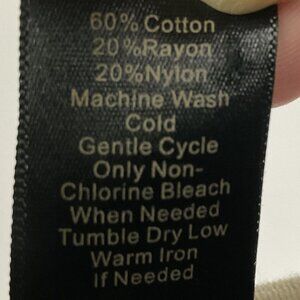 60% Cotton
20%Rayon
20%Nylon
Machine Wash
Cold
Gentle Cycle
Only Non-
Chlorine Bleach
When Needed
Tumble Dry Low
Warm Iron
If Needed